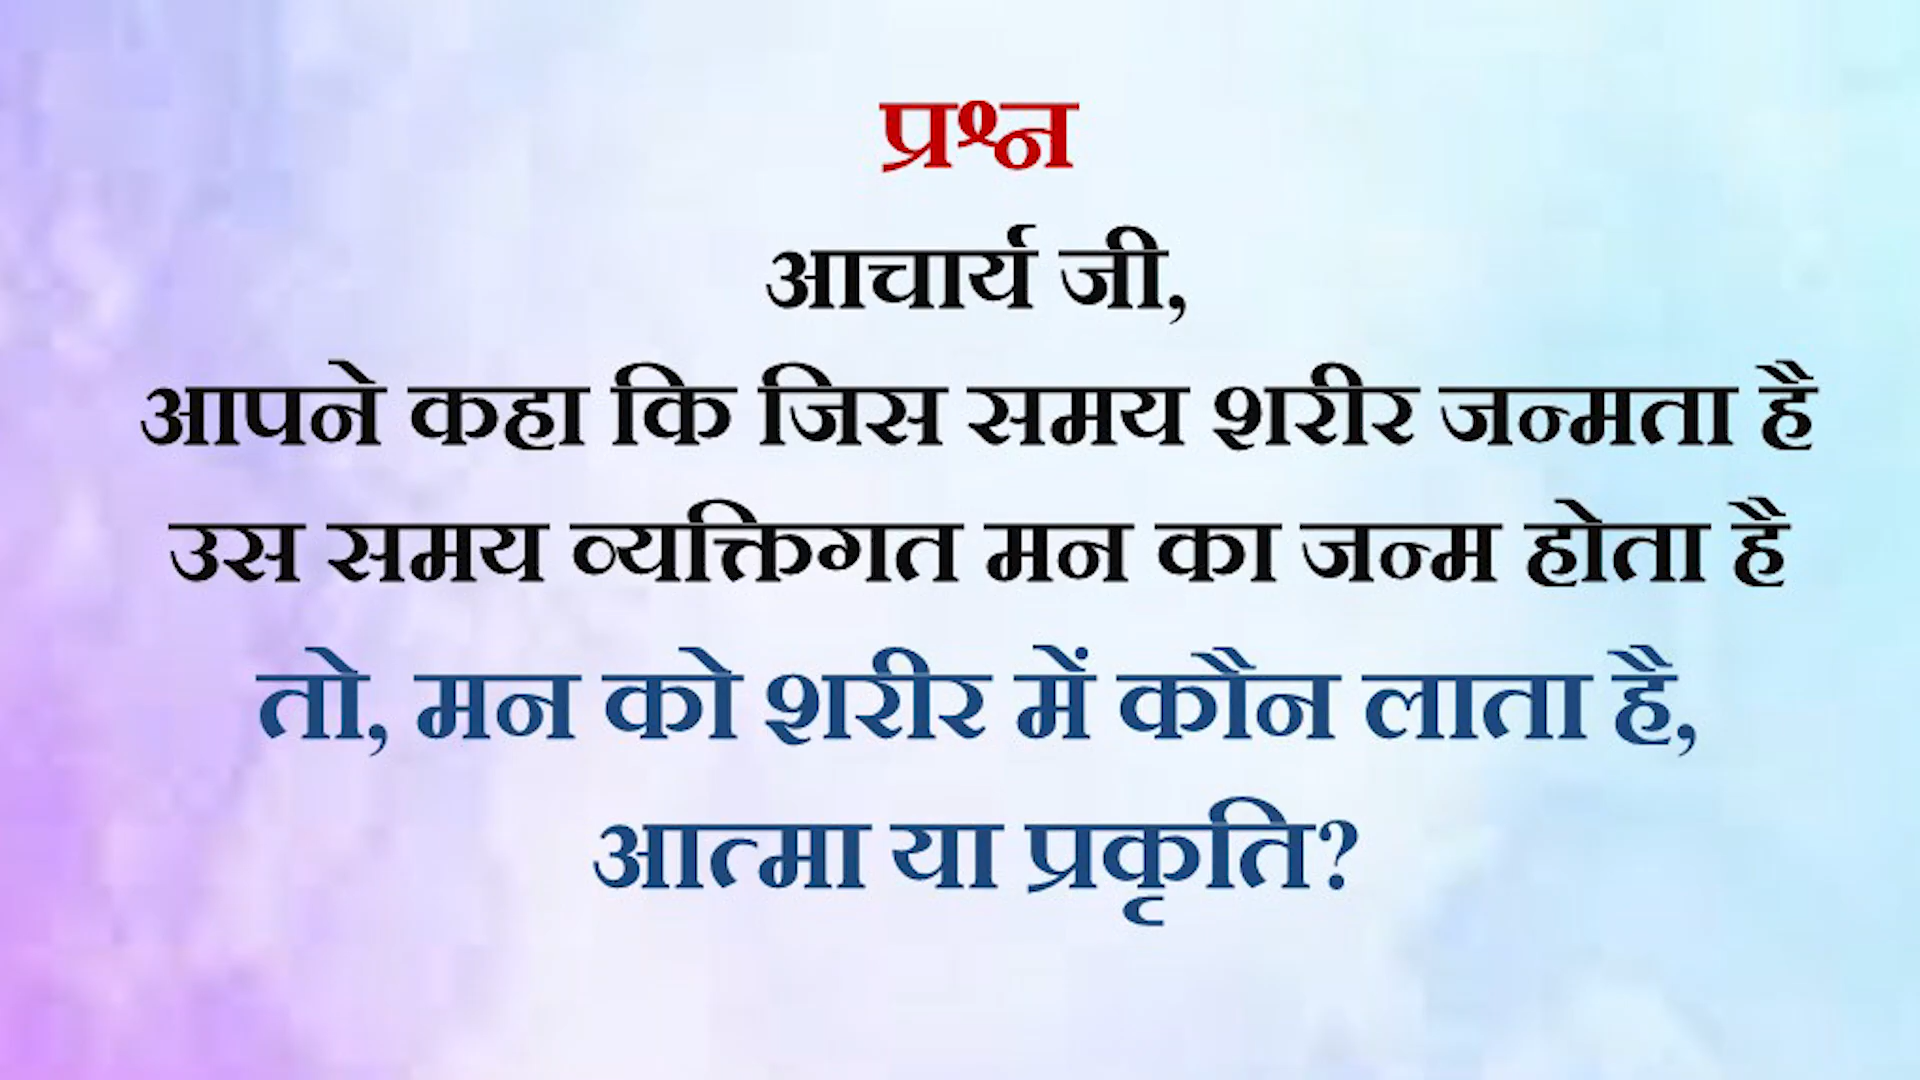 प्रश्न
आचार्य जी,
आपने कहा कि जिस समय शरीर जन्मता है
उस समय व्यक्तिगत मन का जन्म होता है
तो, मन को शरीर में कौन लाता है,
आत्मा या प्रकृति?